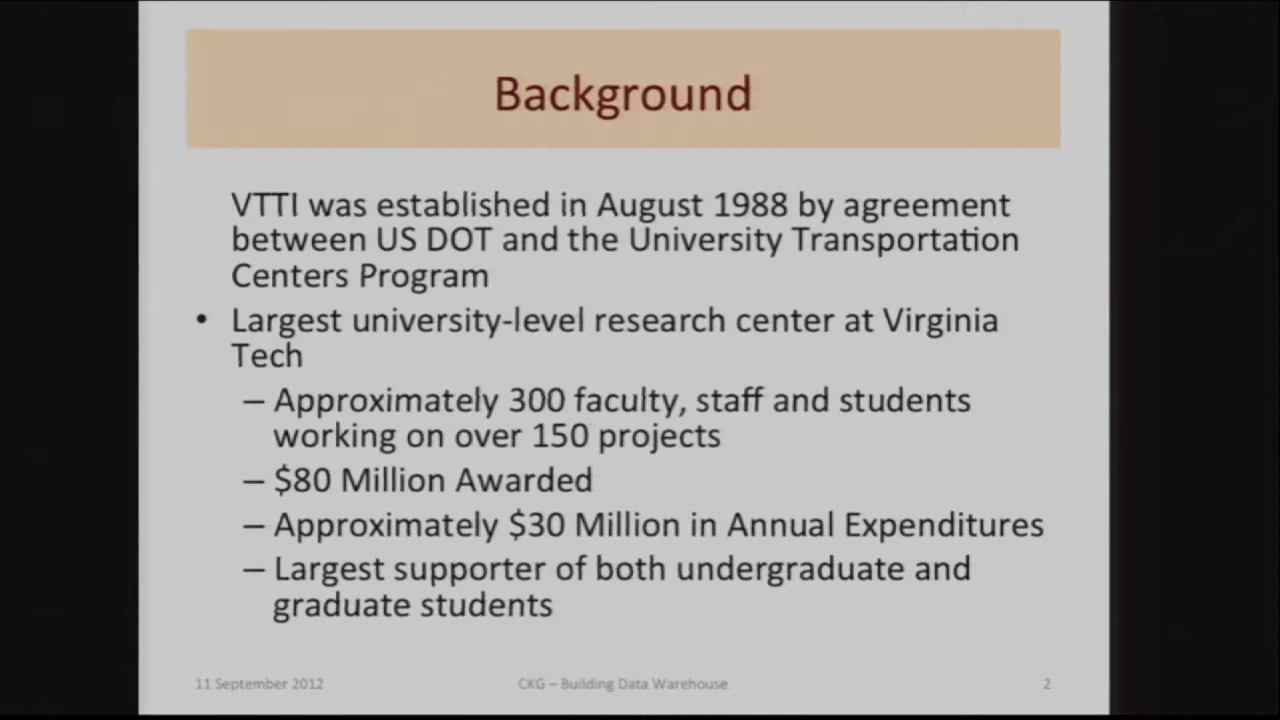 Background
VTTI was established in August 1988 by agreement
between US DOT and the University Transportation
Centers Program
• Largest university-level research center at Virginia
Tech
– Approximately 300 faculty, staff and students
working on over 150 projects
– $80 Million Awarded
– Approximately $30 Million in Annual Expenditures
– Largest supporter of both undergraduate and
graduate students
11 September 2012
CKG – Building Data Warehouse
2